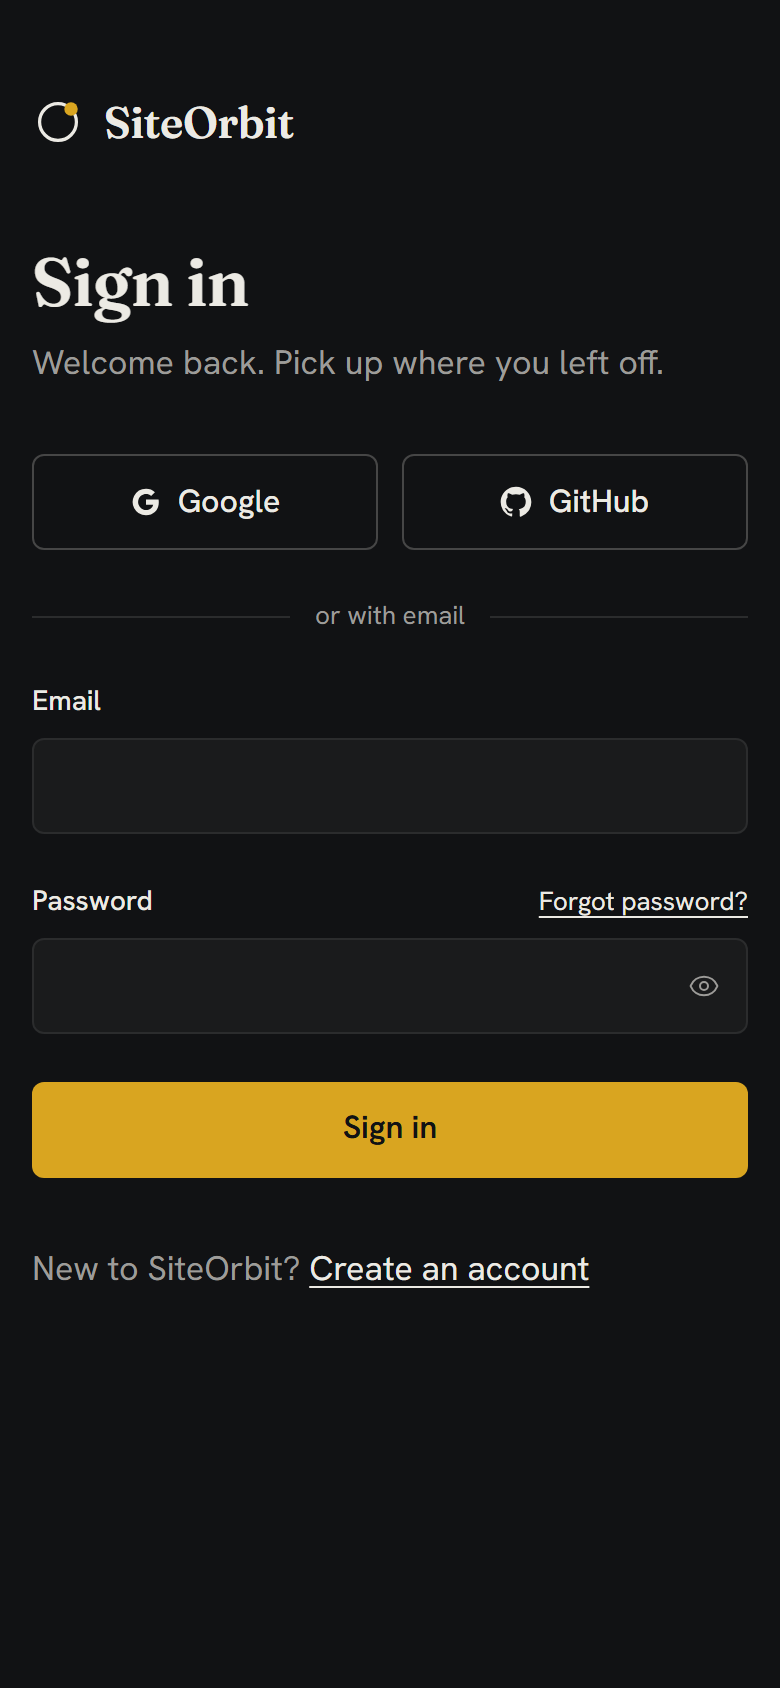 SiteOrbit
Sign in
Welcome back. Pick up where you left off.
Google
GitHub
or with email
Email
Password
Forgot password?
Sign in
New to SiteOrbit? Create an account